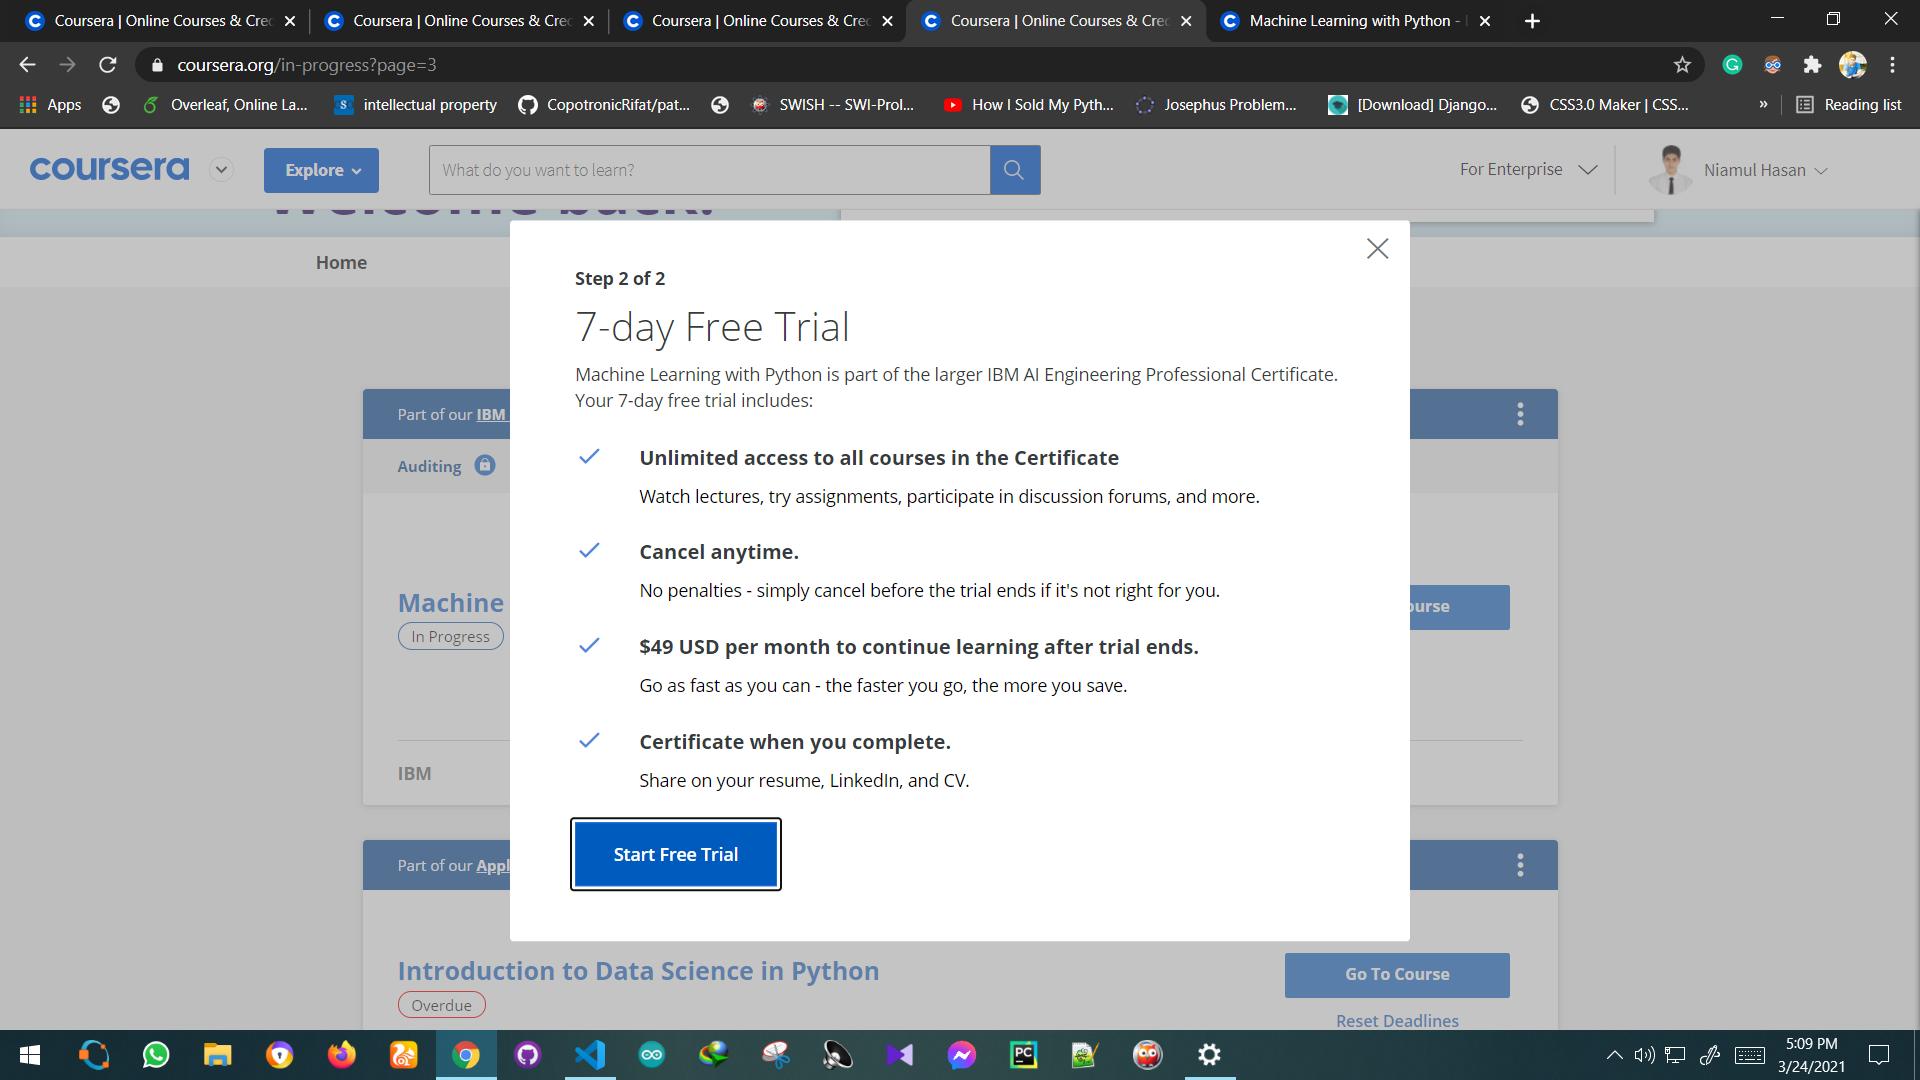 Coursera | Online Courses & Cre
Coursera | Online Courses & Cre
Coursera | Online Courses & Cre
Coursera | Online Courses & Cre
Machine Learning with Python -
coursera.org/in-progress?page=3
Apps
Overleaf, Online La...
intellectual property
CopotronicRifat/pat...
SWISH -- SWI-Prol...
How I Sold My Pyth...
Josephus Problem...
[Download] Django...
CSS3.0 Maker | CSS...
»
Reading list
coursera
Explore
What do you want to learn?
For Enterprise
Niamul Hasan
Welcome back!
Home
Step 2 of 2
7-day Free Trial
Machine Learning with Python is part of the larger IBM AI Engineering Professional Certificate.
Your 7-day free trial includes:
Unlimited access to all courses in the Certificate
Watch lectures, try assignments, participate in discussion forums, and more.
Cancel anytime.
No penalties - simply cancel before the trial ends if it's not right for you.
$49 USD per month to continue learning after trial ends.
Go as fast as you can - the faster you go, the more you save.
Certificate when you complete.
Share on your resume, LinkedIn, and CV.
Start Free Trial
Part of our IBM
Auditing
Machine
In Progress
ourse
IBM
Part of our Appl
Introduction to Data Science in Python
Overdue
Go To Course
Reset Deadlines
5:09 PM
3/24/2021